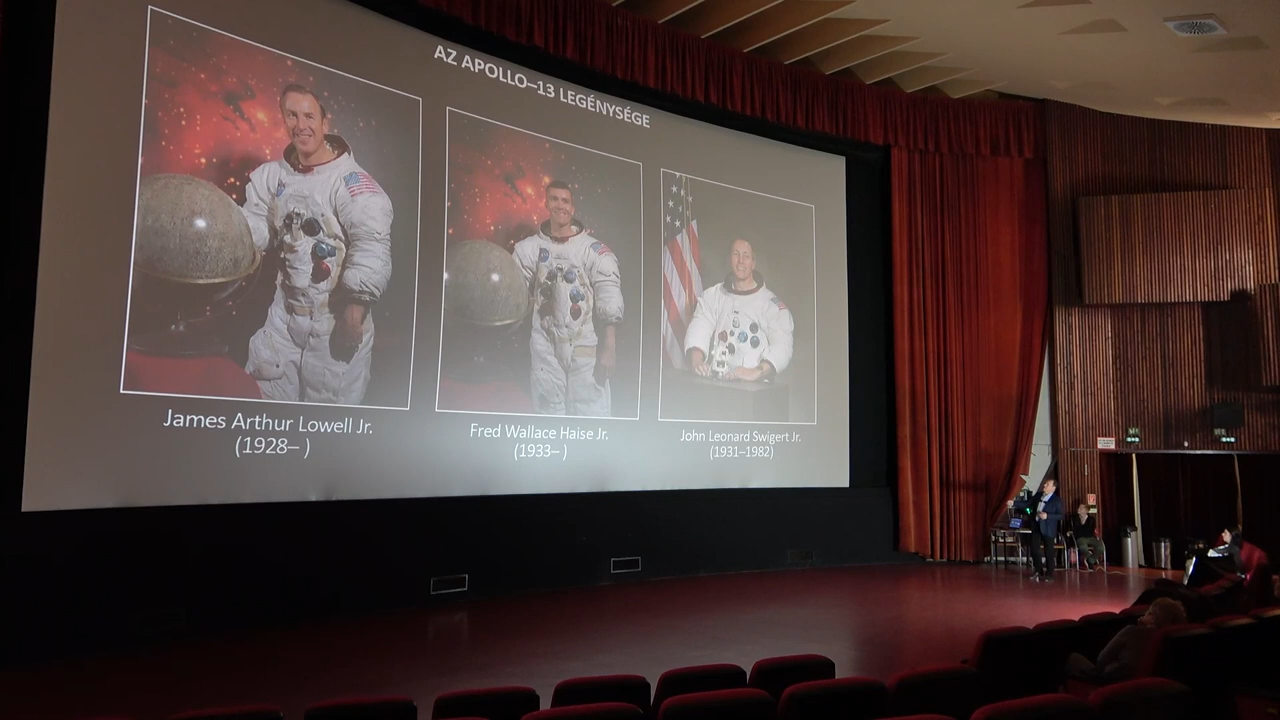 AZ APOLLO–13 LEGÉNYSÉGE
James Arthur Lowell Jr.
(1928– )
Fred Wallace Haise Jr.
(1933– )
John Leonard Swigert Jr.
(1931–1982)